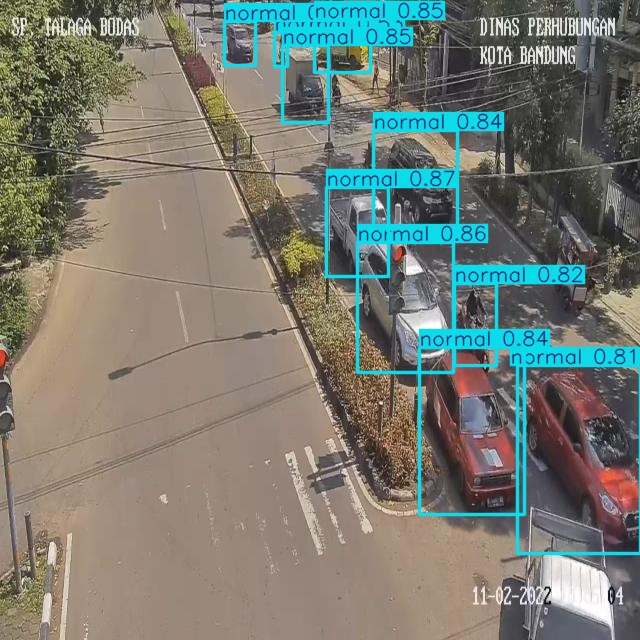 normal 0.85
SP. TALAGA BODAS
DINAS PERHUBUNGAN
KOTA BANDUNG
normal 0.85
normal 0.84
normal 0.87
normal 0.86
normal 0.82
normal 0.84
normal 0.81
11-02-2022